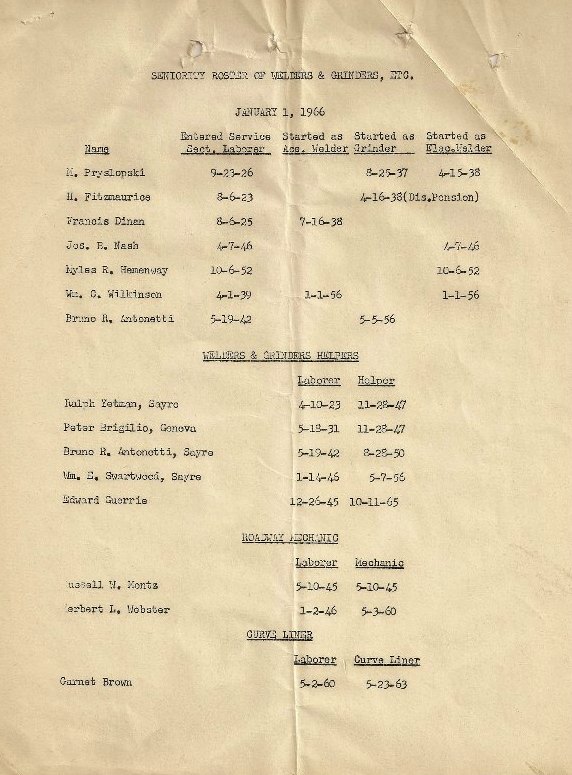 SENIORITY ROSTER OF WELDERS & GRINDERS, ETC.
JANUARY 1, 1966
Entered Service Started as Started as Started as
Name Sect. Laborer Ace. Welder Grinder Elec.Welder
M. Pryslopski 9-23-26 8-25-37 4-15-38
H. Fitzmaurice 8-6-23 4-16-38(Dis.Pension)
Francis Dinan 8-6-25 7-16-38
Jos. B. Nash 4-7-46 4-7-46
Myles R. Hemenway 10-6-52 10-6-52
Wm. G. Wilkinson 4-1-39 1-1-56 1-1-56
Bruno R. Antonetti 5-19-42 5-5-56
WELDERS & GRINDERS HELPERS
Laborer Helper
Ralph Yetman, Sayre 4-10-23 11-28-47
Peter Brigilio, Geneva 5-18-31 11-28-47
Bruno R. Antonetti, Sayre 5-19-42 8-28-50
Wm. E. Swartwood, Sayre 1-14-46 5-7-56
Edward Guerrie 12-26-45 10-11-65
ROADWAY MECHANIC
Laborer Mechanic
ussell W. Montz 5-10-45 5-10-45
erbert L. Webster 1-2-46 5-3-60
CURVE LINER
Laborer Curve Liner
Garnet Brown 5-2-60 5-23-63